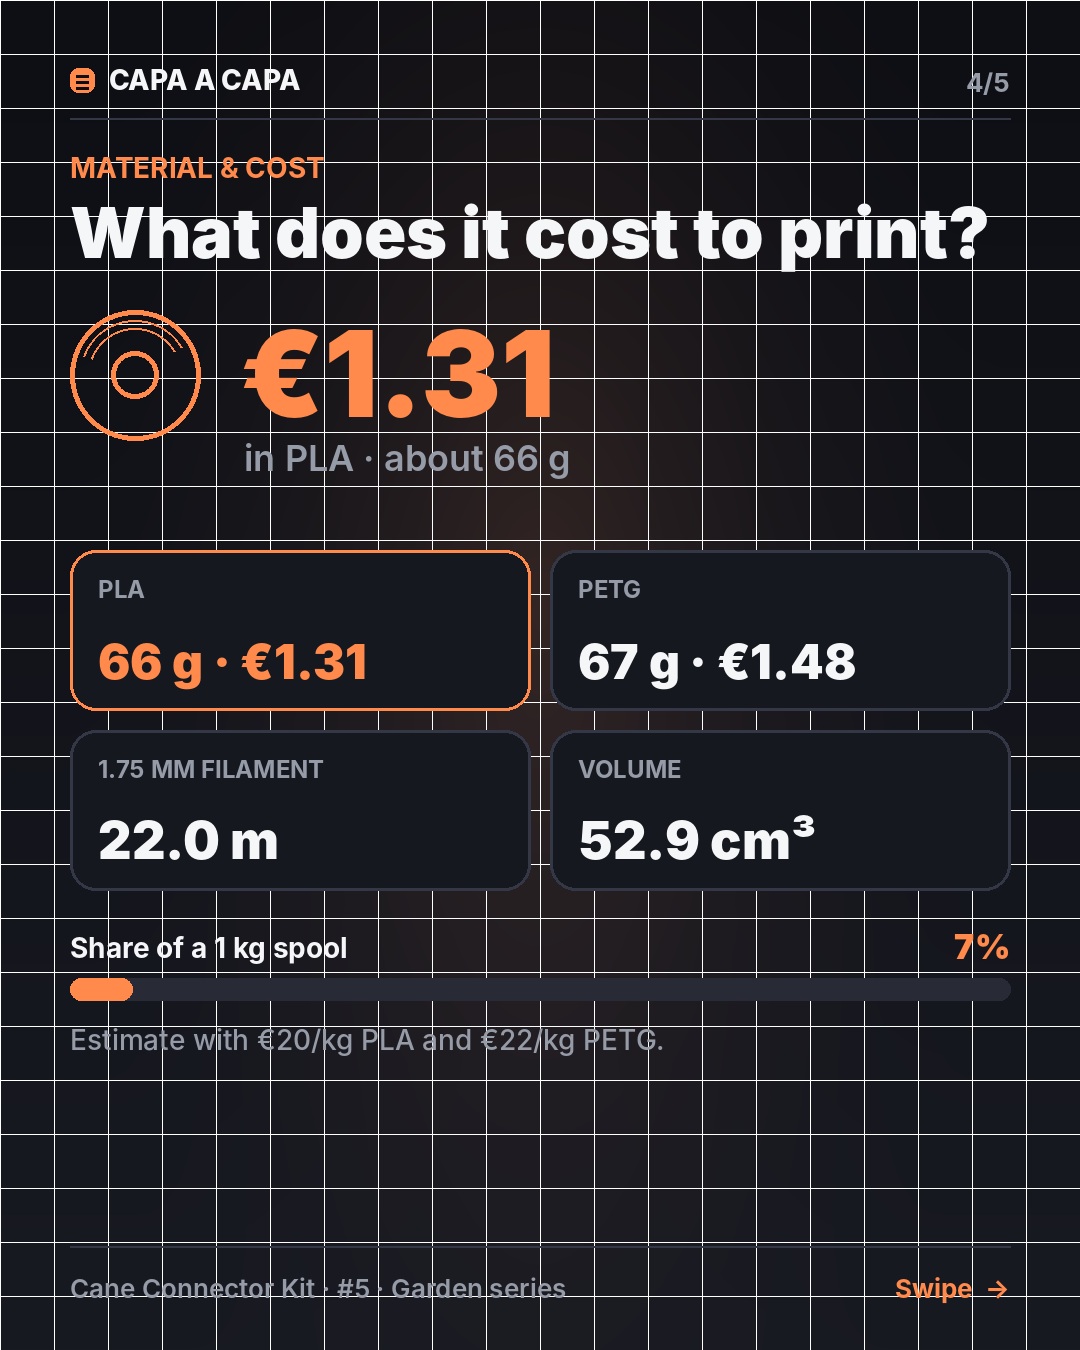 CAPA A CAPA
4/5
MATERIAL & COST
What does it cost to print?
€1.31
in PLA · about 66 g
PLA
66 g · €1.31
PETG
67 g · €1.48
1.75 MM FILAMENT
22.0 m
VOLUME
52.9 cm³
Share of a 1 kg spool
7%
Estimate with €20/kg PLA and €22/kg PETG.
Cane Connector Kit · #5 · Garden series
Swipe →